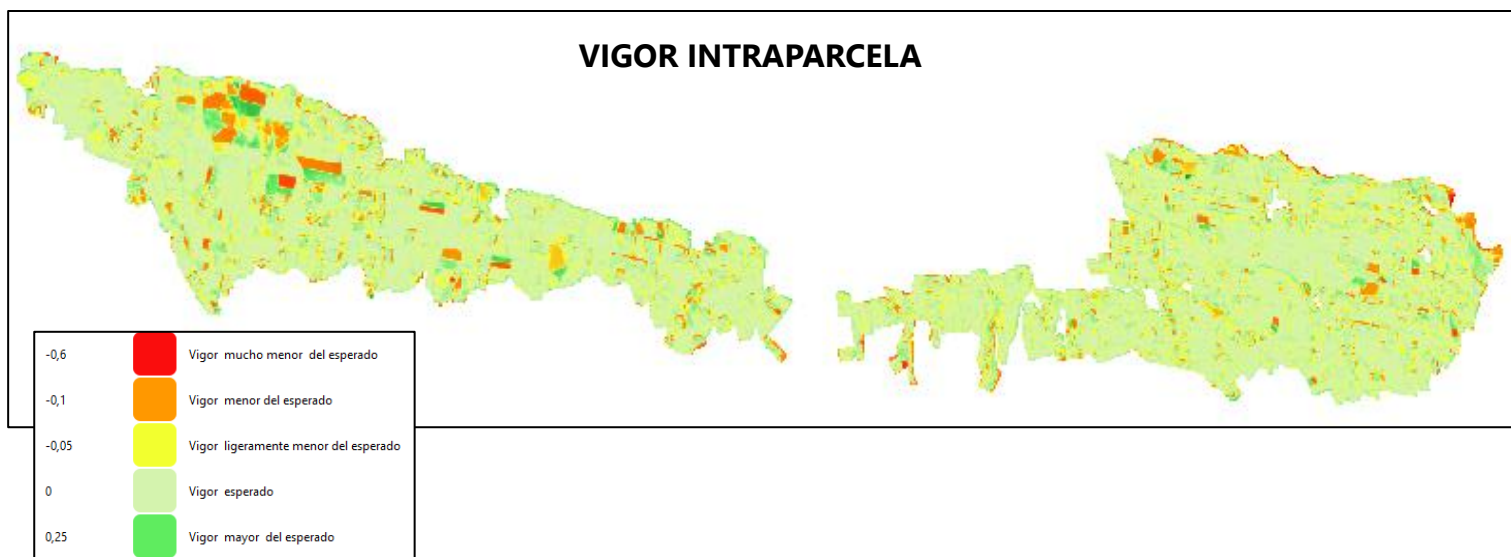 VIGOR INTRAPARCELA
-0,6 Vigor mucho menor del esperado
-0,1 Vigor menor del esperado
-0,05 Vigor ligeramente menor del esperado
0 Vigor esperado
0,25 Vigor mayor del esperado